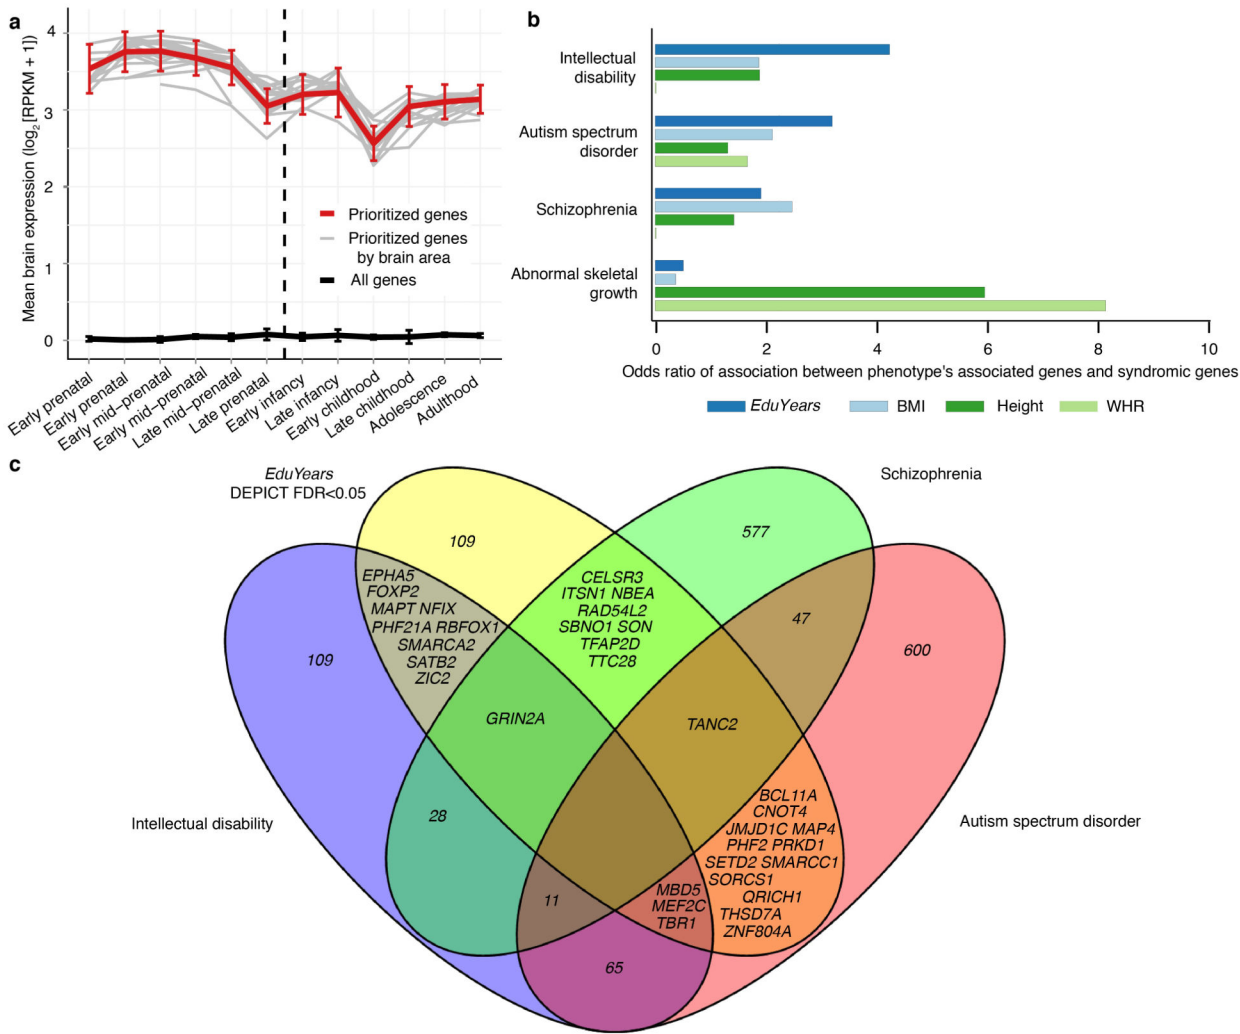 a
Mean brain expression (log2[RPKM + 1])
4
3
2
1
0
Prioritized genes
Prioritized genes
by brain area
All genes
Early prenatal
Early prenatal
Early mid–prenatal
Early mid–prenatal
Late mid–prenatal
Late prenatal
Early infancy
Late infancy
Early childhood
Late childhood
Adolescence
Adulthood
b
Intellectual
disability
Autism spectrum
disorder
Schizophrenia
Abnormal skeletal
growth
0 2 4 6 8 10
Odds ratio of association between phenotype's associated genes and syndromic genes
EduYears BMI Height WHR
c
EduYears
DEPICT FDR<0.05
Schizophrenia
Intellectual disability
Autism spectrum disorder
109
109
577
600
47
EPHA5
FOXP2
MAPT NFIX
PHF21A RBFOX1
SMARCA2
SATB2
ZIC2
CELSR3
ITSN1 NBEA
RAD54L2
SBNO1 SON
TFAP2D
TTC28
GRIN2A
TANC2
28
BCL11A
CNOT4
JMJD1C MAP4
PHF2 PRKD1
SETD2 SMARCC1
SORCS1
QRICH1
THSD7A
ZNF804A
11
MBD5
MEF2C
TBR1
65